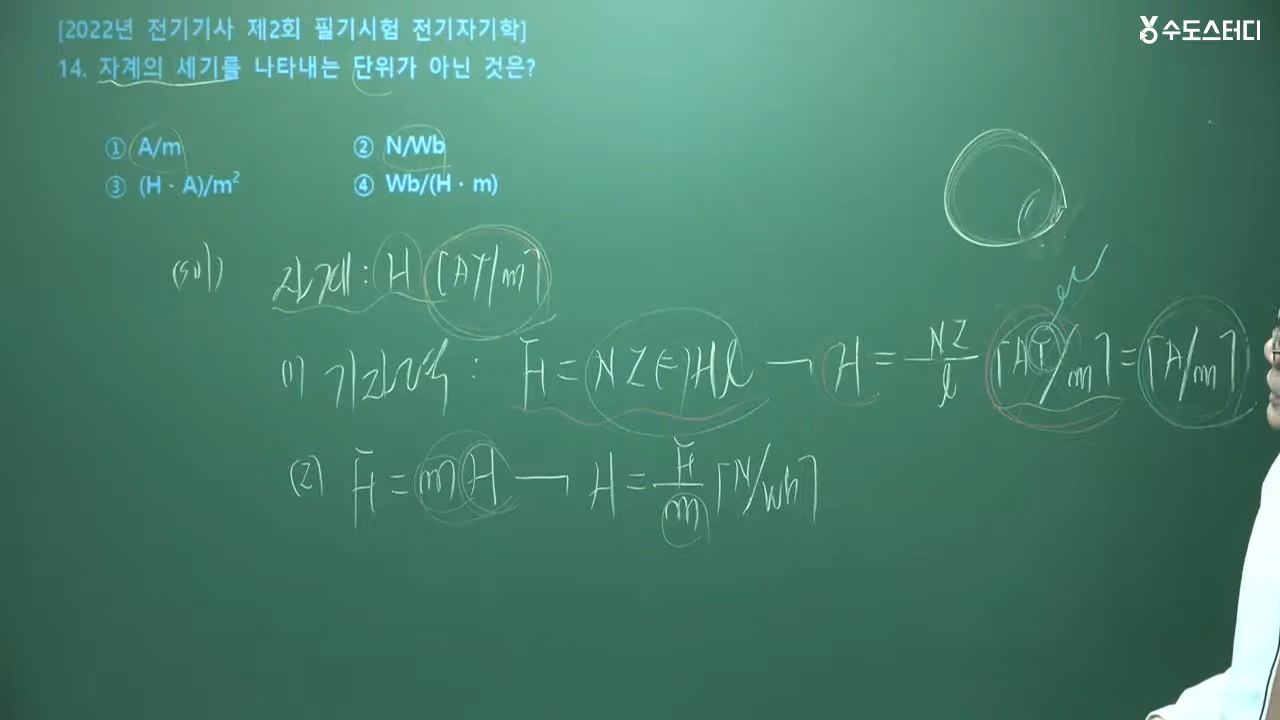 수도스터디
[2022년 전기기사 제2회 필기시험 전기자기학]
14. 자계의 세기를 나타내는 단위가 아닌 것은?
① A/m ② N/Wb
③ (H · A)/m² ④ Wb/(H · m)
(sol) 자계 : H [AT/m]
(1) 기자력 : F = NI(=)Hl → H = NI/l [AT/m] = [A/m]
(2) F = mH → H = F/m [N/Wb]